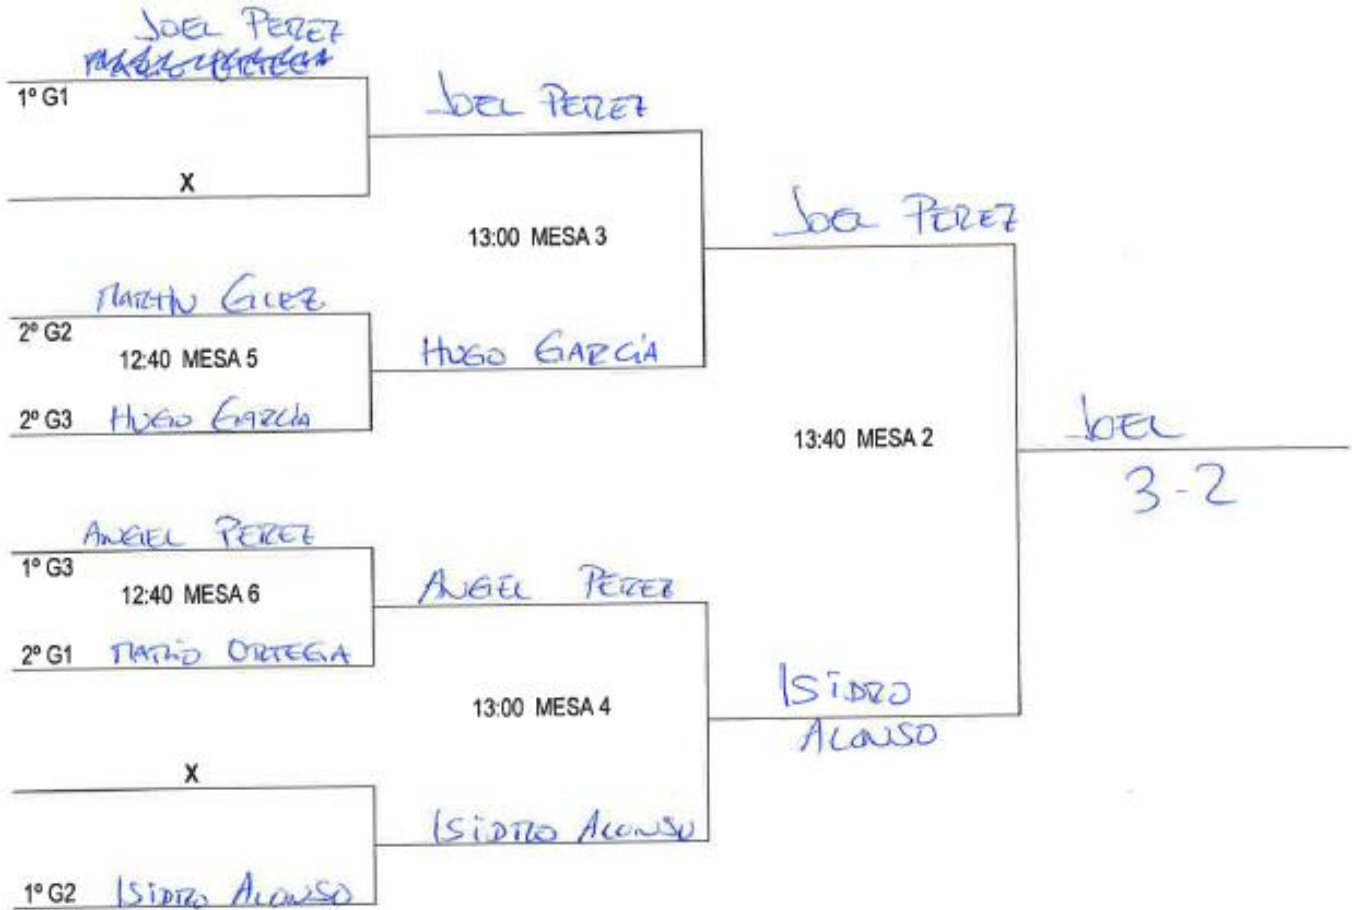 JOEL PEREZ
1º G1
JOEL PEREZ
X
13:00 MESA 3
JOEL PEREZ
MARTIN GLEZ
2º G2
12:40 MESA 5
HUGO GARCÍA
2º G3 HUGO GARCÍA
13:40 MESA 2
JOEL
3-2
ANGEL PEREZ
1º G3
12:40 MESA 6
ANGEL PEREZ
2º G1 MARIO ORTEGA
13:00 MESA 4
ISIDRO
ALONSO
X
ISIDRO ALONSO
1º G2 ISIDRO ALONSO